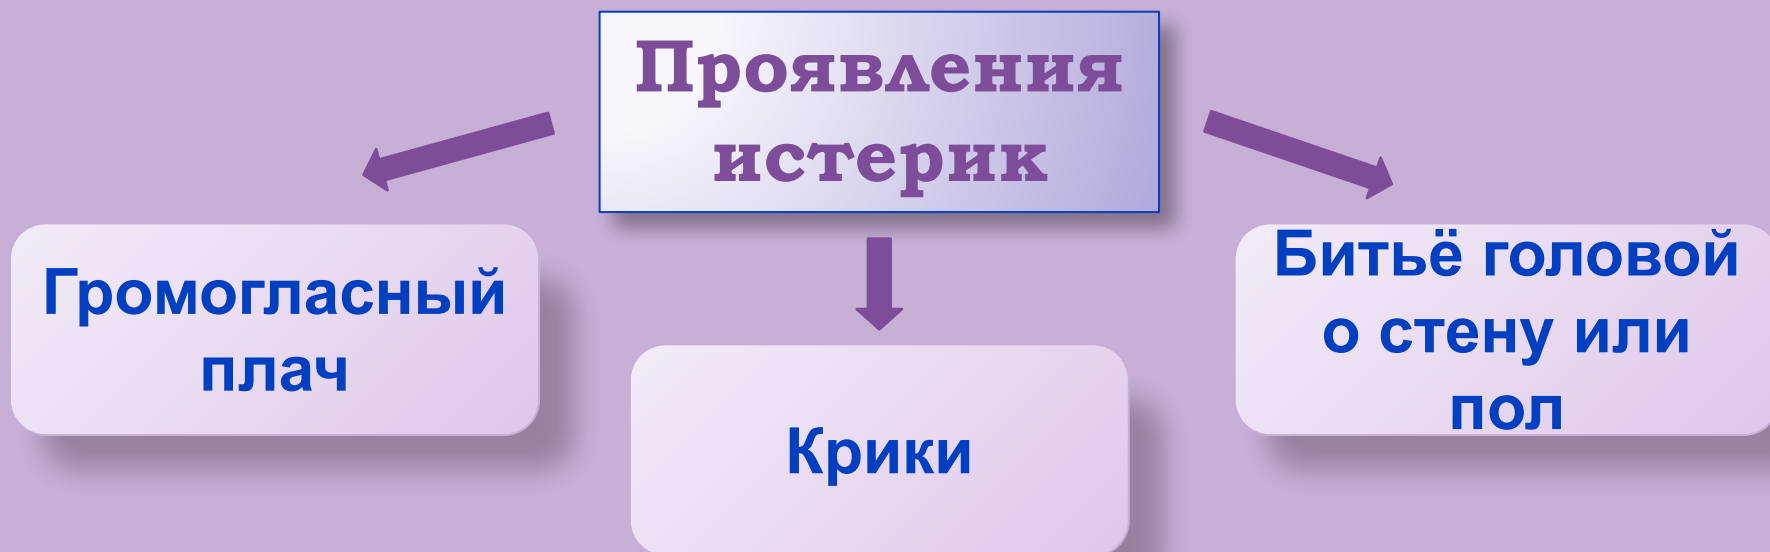 Проявления
истерик
Громогласный
плач
Крики
Битьё головой
о стену или
пол